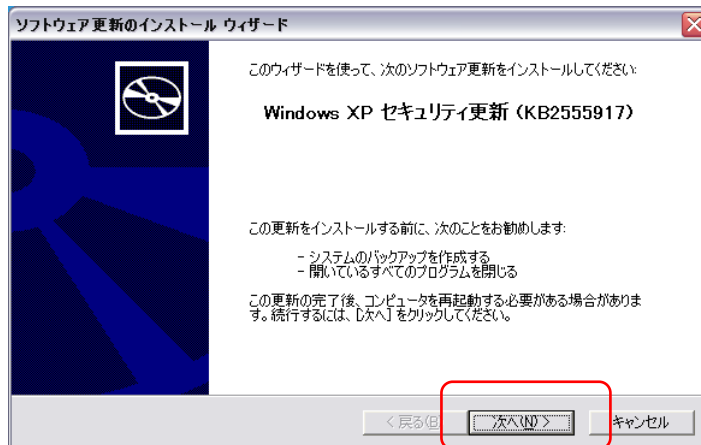 ソフトウェア更新のインストール ウィザード
このウィザードを使って、次のソフトウェア更新をインストールしてください:
Windows XP セキュリティ更新 (KB2555917)
この更新をインストールする前に、次のことをお勧めします:
- システムのバックアップを作成する
- 開いているすべてのプログラムを閉じる
この更新の完了後、コンピュータを再起動する必要がある場合がありま
す。続行するには、[次へ] をクリックしてください。
< 戻る(B
次へ(N) >
キャンセル